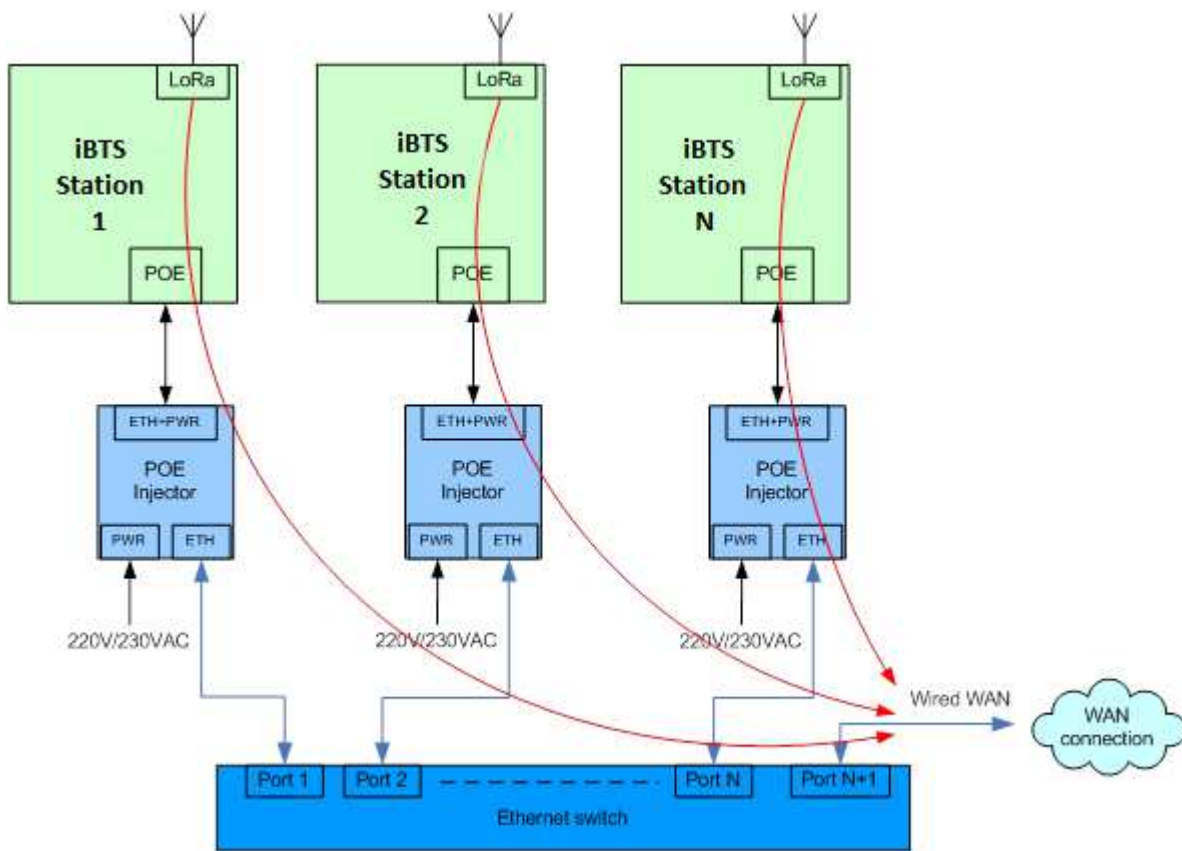 LoRa
LoRa
LoRa
iBTS
Station
1
iBTS
Station
2
iBTS
Station
N
POE
POE
POE
ETH+PWR
ETH+PWR
ETH+PWR
POE
Injector
POE
Injector
POE
Injector
PWR
ETH
PWR
ETH
PWR
ETH
220V/230VAC
220V/230VAC
220V/230VAC
Wired WAN
WAN
connection
Port 1
Port 2
Port N
Port N+1
Ethernet switch